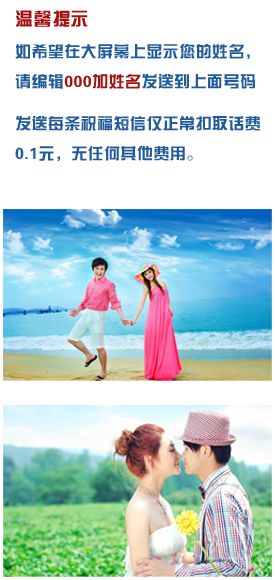 温馨提示
如希望在大屏幕上显示您的姓名，
请编辑000加姓名发送到上面号码
发送每条祝福短信仅正常扣取话费
0.1元，无任何其他费用。